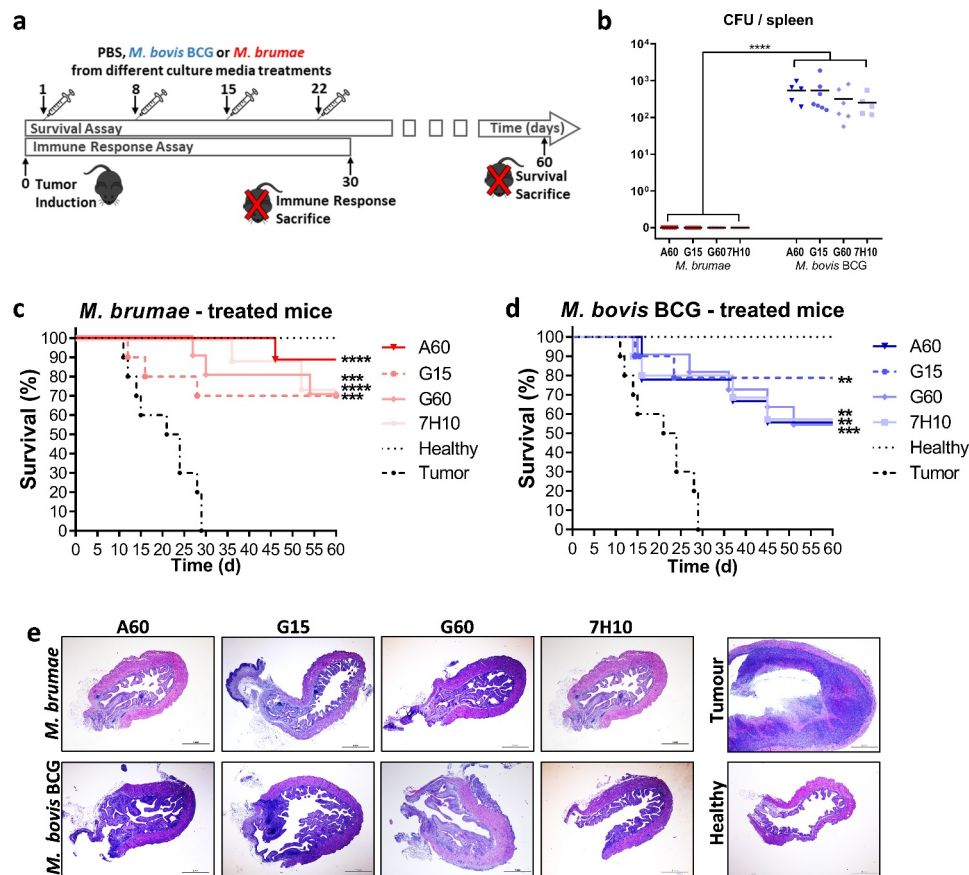 a
PBS, M. bovis BCG or M. brumae
from different culture media treatments
1 8 15 22
Survival Assay
Time (days)
Immune Response Assay
0 Tumor
Induction
30
Immune Response
Sacrifice
60
Survival
Sacrifice
b
CFU / spleen
****
10⁴
10³
10²
10¹
10⁰
0
A60 G15 G60 7H10 A60 G15 G60 7H10
M. brumae M. bovis BCG
c
M. brumae - treated mice
Survival (%)
100
90
80
70
60
50
40
30
20
10
0
0 5 10 15 20 25 30 35 40 45 50 55 60
Time (d)
****
***
****
***
A60
G15
G60
7H10
Healthy
Tumor
d
M. bovis BCG - treated mice
Survival (%)
100
90
80
70
60
50
40
30
20
10
0
0 5 10 15 20 25 30 35 40 45 50 55 60
Time (d)
**
**
**
***
A60
G15
G60
7H10
Healthy
Tumor
e
A60 G15 G60 7H10
M. brumae
Tumour
M. bovis BCG
Healthy